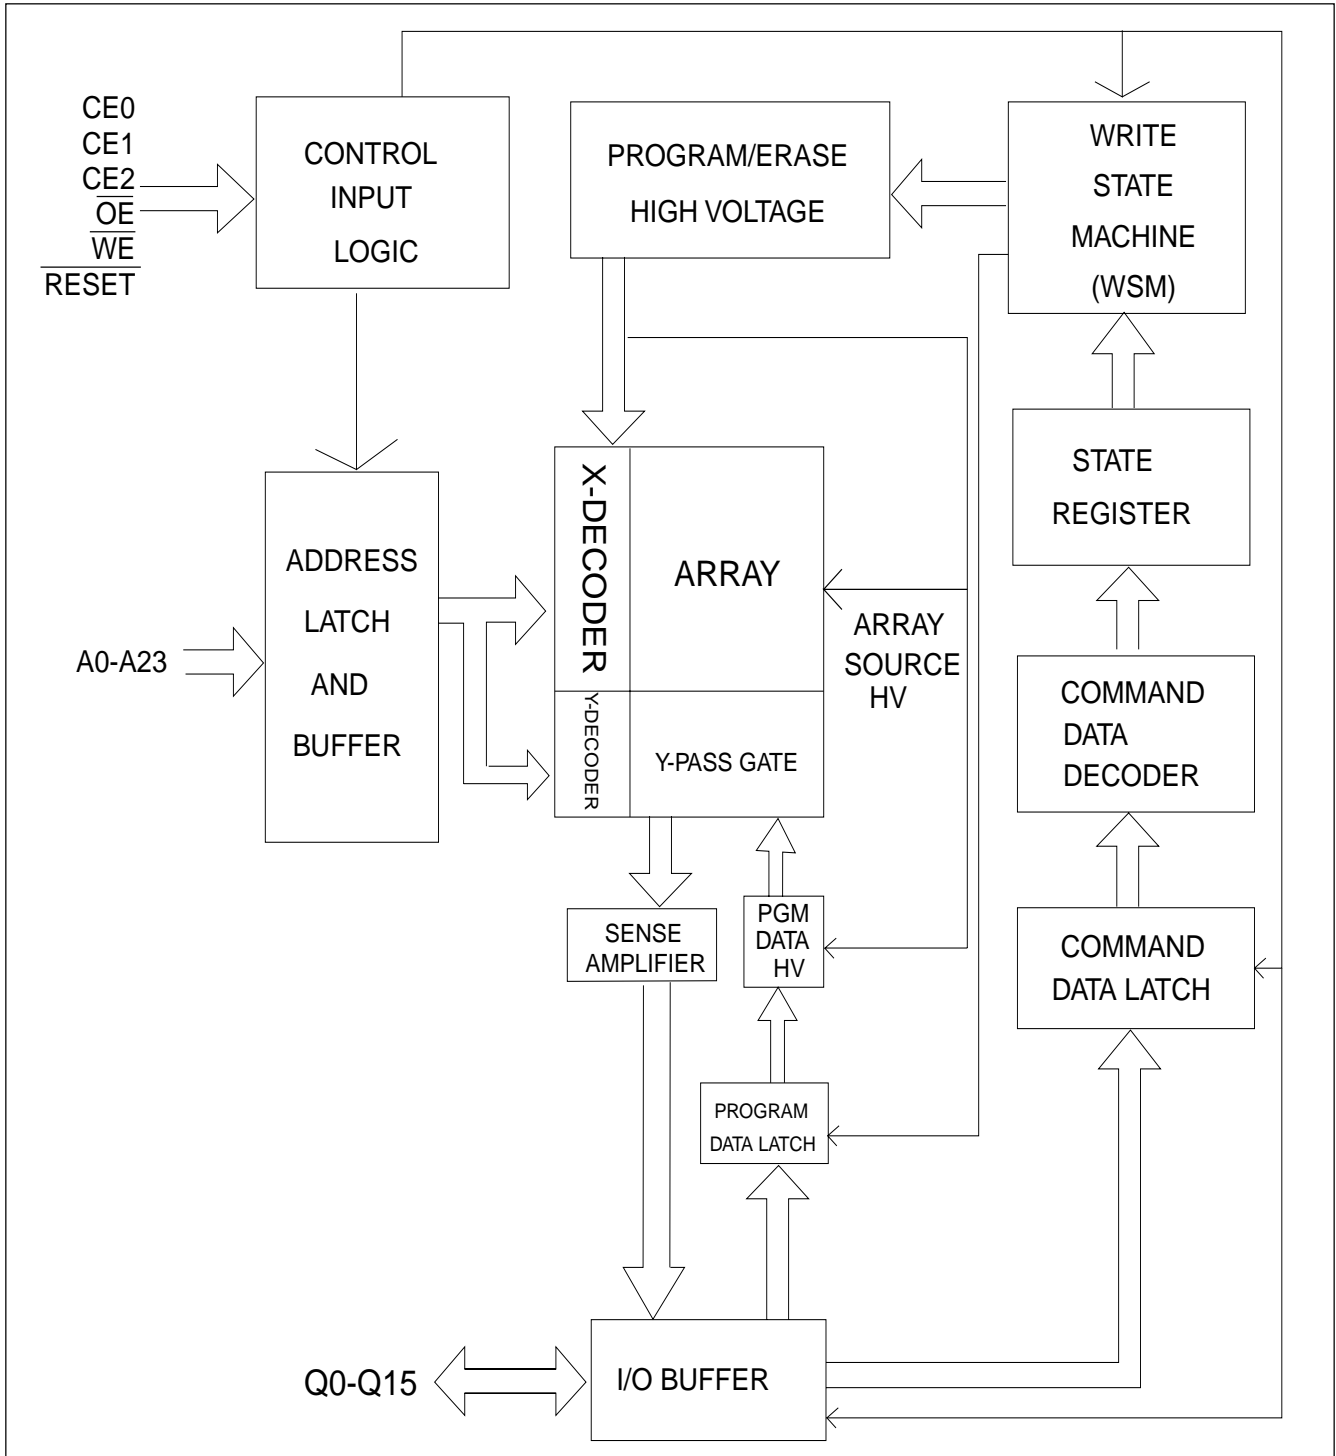 CE0
CE1
CE2
OE
WE
RESET
CONTROL
INPUT
LOGIC
PROGRAM/ERASE
HIGH VOLTAGE
WRITE
STATE
MACHINE
(WSM)
STATE
REGISTER
X-DECODER
ARRAY
ADDRESS
LATCH
AND
BUFFER
A0-A23
ARRAY
SOURCE
HV
Y-DECODER
Y-PASS GATE
COMMAND
DATA
DECODER
SENSE
AMPLIFIER
PGM
DATA
HV
COMMAND
DATA LATCH
PROGRAM
DATA LATCH
Q0-Q15
I/O BUFFER